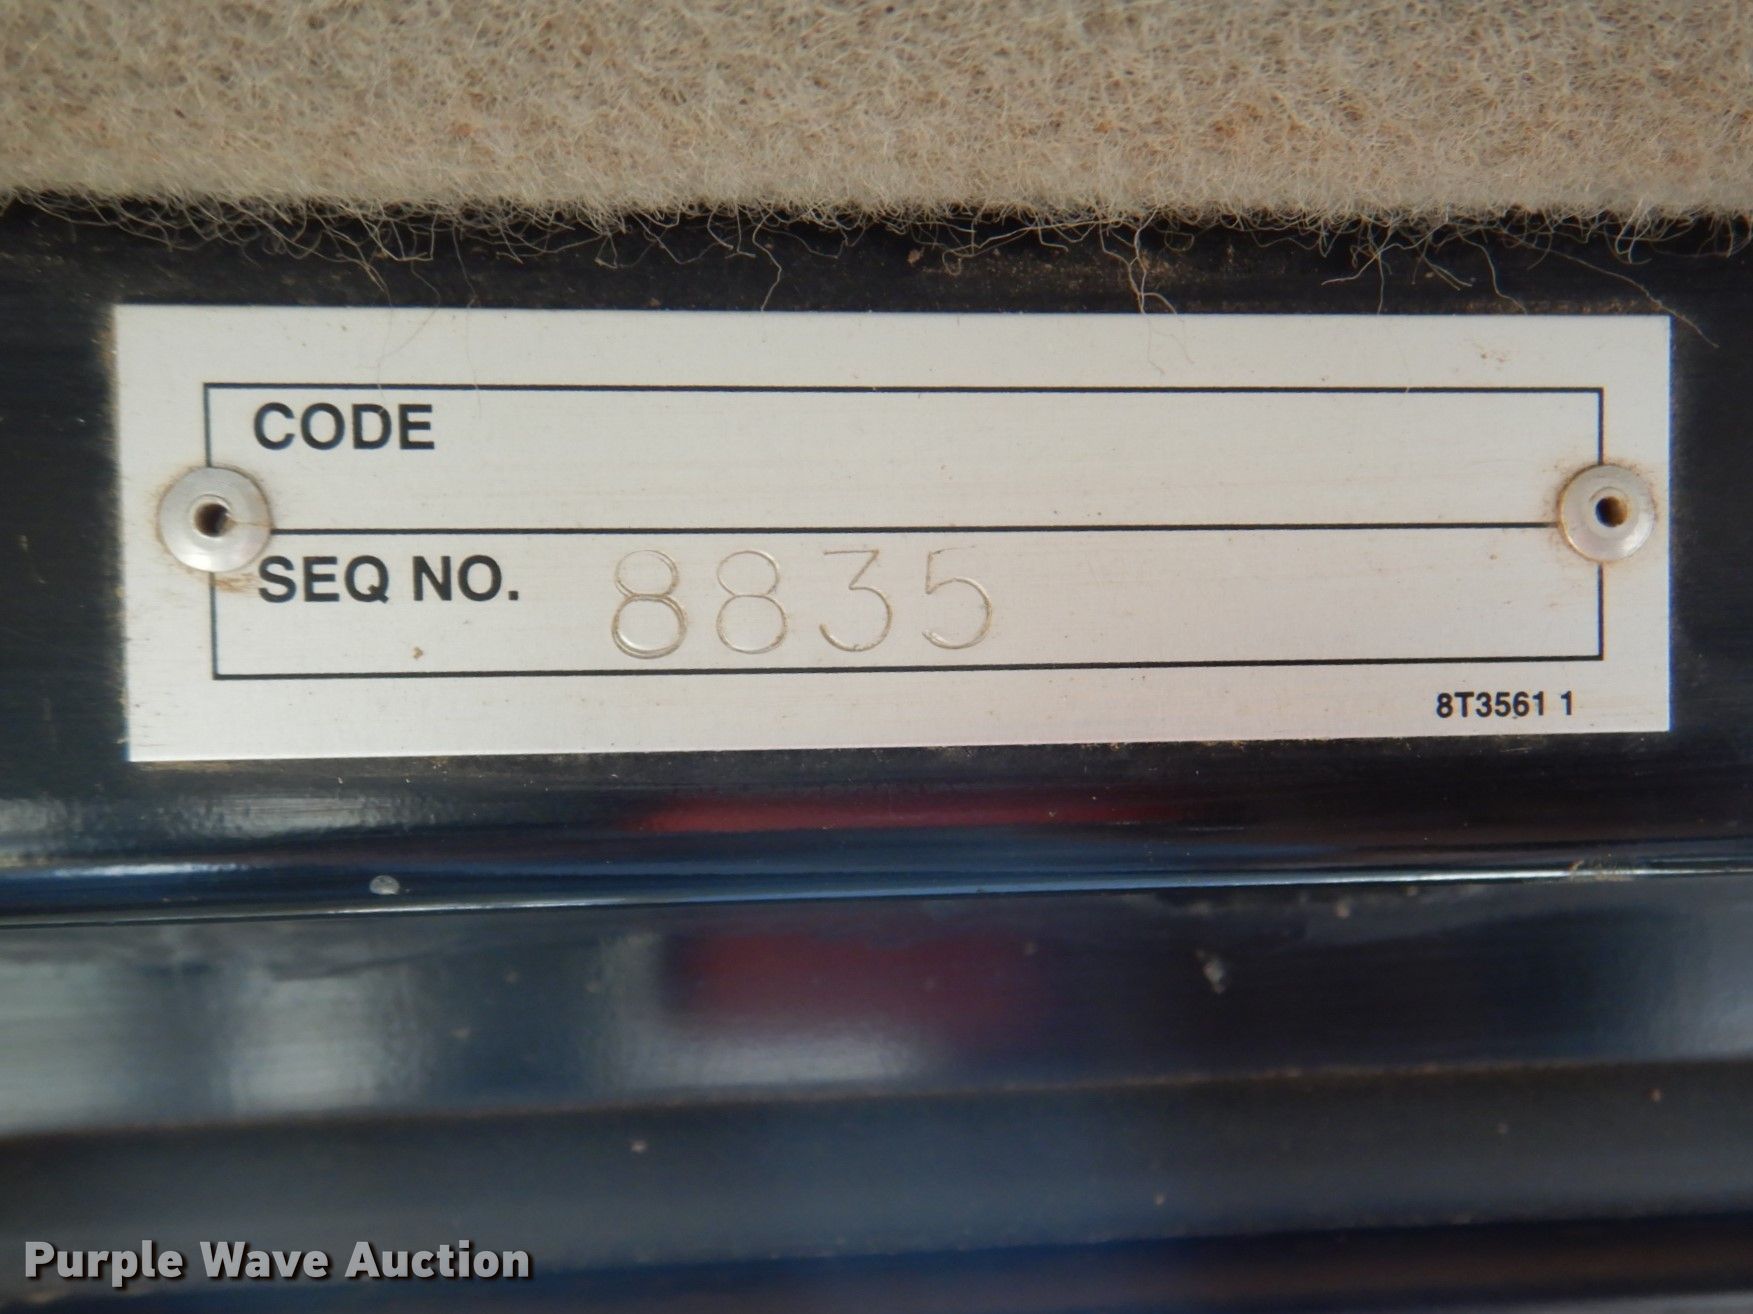 CODE
SEQ NO. 8835
8T3561 1
Purple Wave Auction